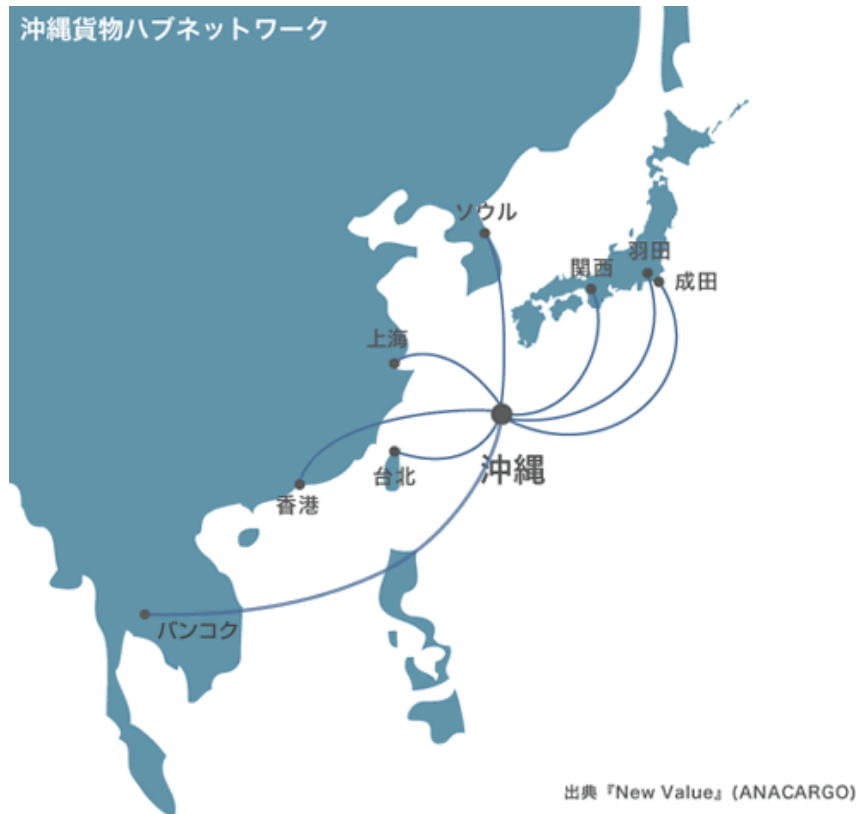 沖縄貨物ハブネットワーク
ソウル
羽田
関西
成田
上海
沖縄
台北
香港
バンコク
出典『New Value』(ANACARGO)